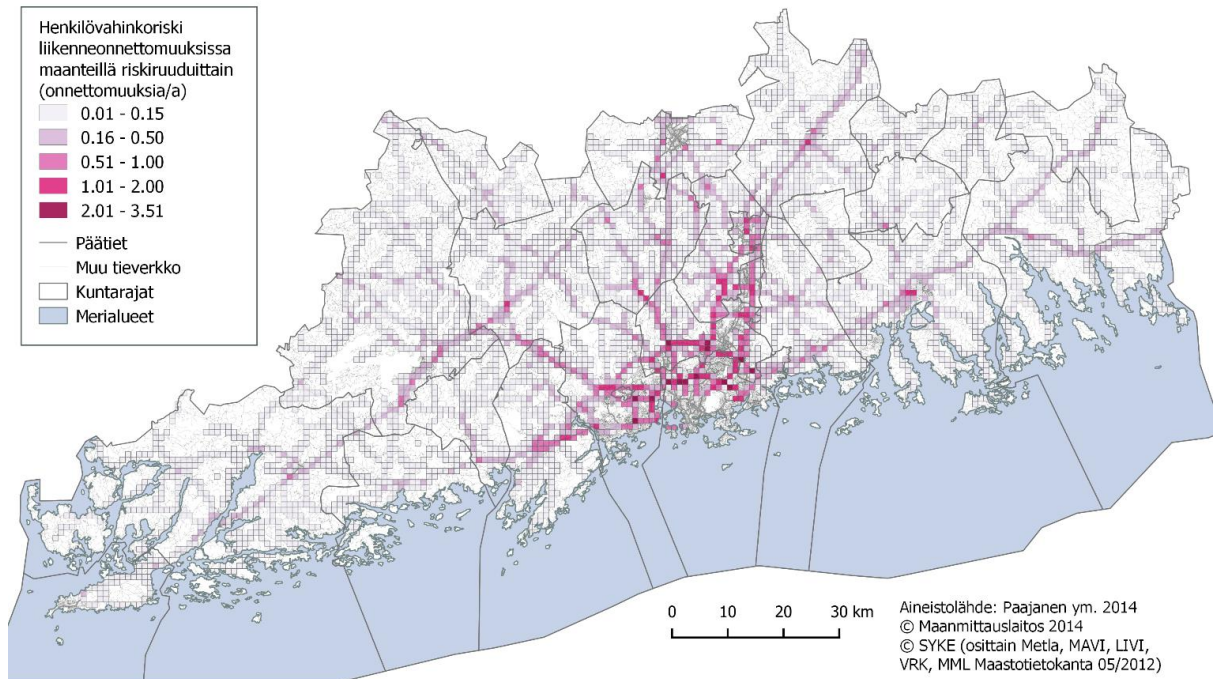 Henkilövahinkoriski
liikenneonnettomuuksissa
maanteillä riskiruuduittain
(onnettomuuksia/a)
0.01 - 0.15
0.16 - 0.50
0.51 - 1.00
1.01 - 2.00
2.01 - 3.51
Päätiet
Muu tieverkko
Kuntarajat
Merialueet
0 10 20 30 km
Aineistolähde: Paajanen ym. 2014
© Maanmittauslaitos 2014
© SYKE (osittain Metla, MAVI, LIVI,
VRK, MML Maastotietokanta 05/2012)